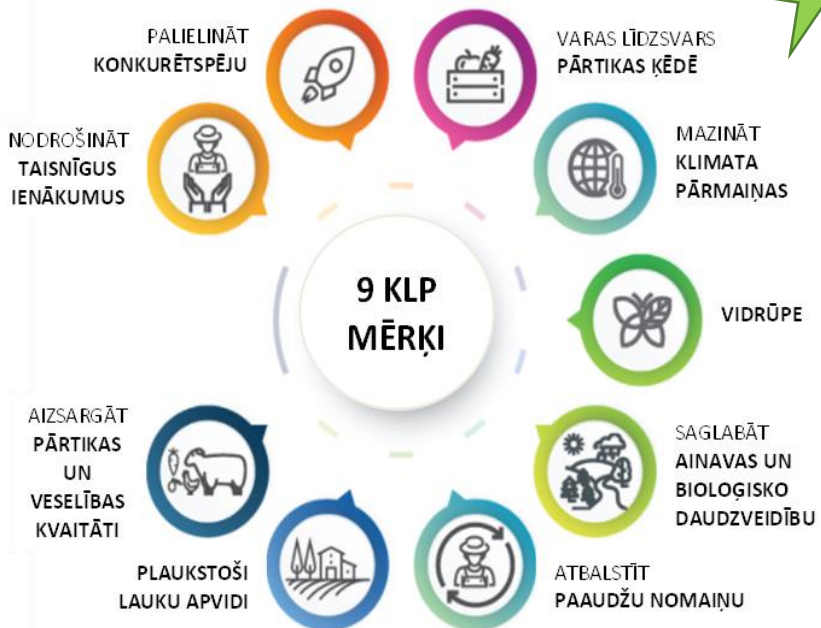 PALIELINĀT
KONKURĒTSPĒJU
VARAS LĪDZSVARS
PĀRTIKAS ĶĒDĒ
NODROŠINĀT
TAISNĪGUS
IENĀKUMUS
MAZINĀT
KLIMATA
PĀRMAIŅAS
9 KLP
MĒRĶI
VIDRŪPE
AIZSARGĀT
PĀRTIKAS
UN
VESELĪBAS
KVAITĀTI
SAGLABĀT
AINAVAS UN
BIOLOĢISKO
DAUDZVEIDĪBU
PLAUKSTOŠI
LAUKU APVIDI
ATBALSTĪT
PAAUDŽU NOMAIŅU